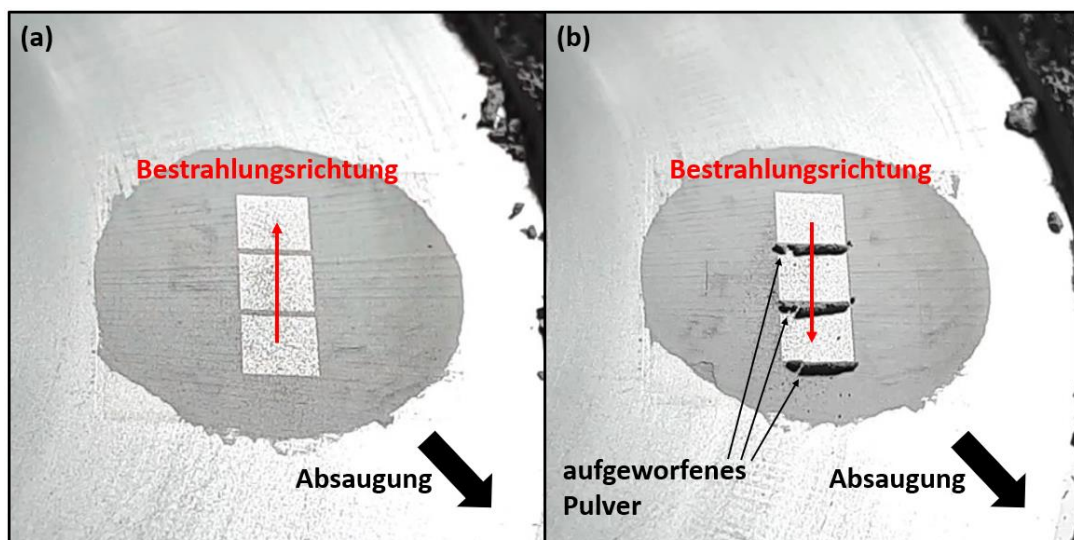 (a)
Bestrahlungsrichtung
Absaugung
(b)
Bestrahlungsrichtung
aufgeworfenes
Pulver
Absaugung